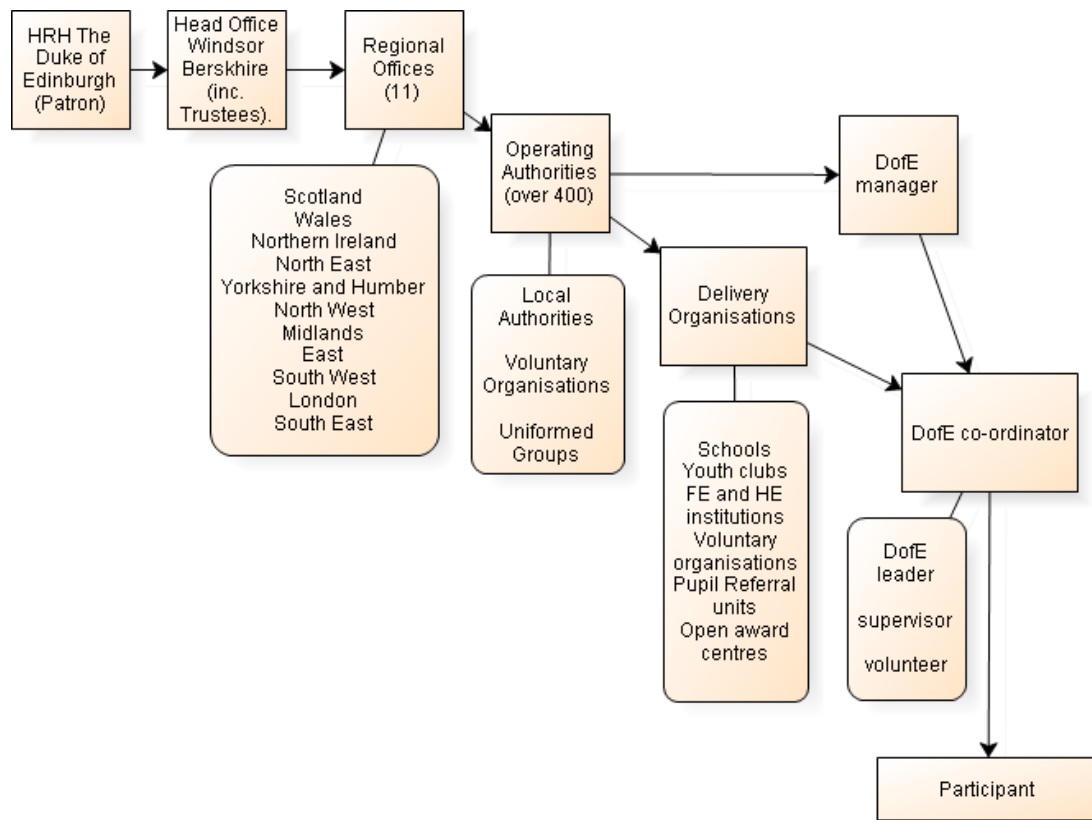 HRH The
Duke of
Edinburgh
(Patron)
Head Office
Windsor
Berskhire
(inc.
Trustees).
Regional
Offices
(11)
Operating
Authorities
(over 400)
DofE
manager
Scotland
Wales
Northern Ireland
North East
Yorkshire and Humber
North West
Midlands
East
South West
London
South East
Local
Authorities
Voluntary
Organisations
Uniformed
Groups
Delivery
Organisations
DofE co-ordinator
Schools
Youth clubs
FE and HE
institutions
Voluntary
organisations
Pupil Referral
units
Open award
centres
DofE
leader
supervisor
volunteer
Participant